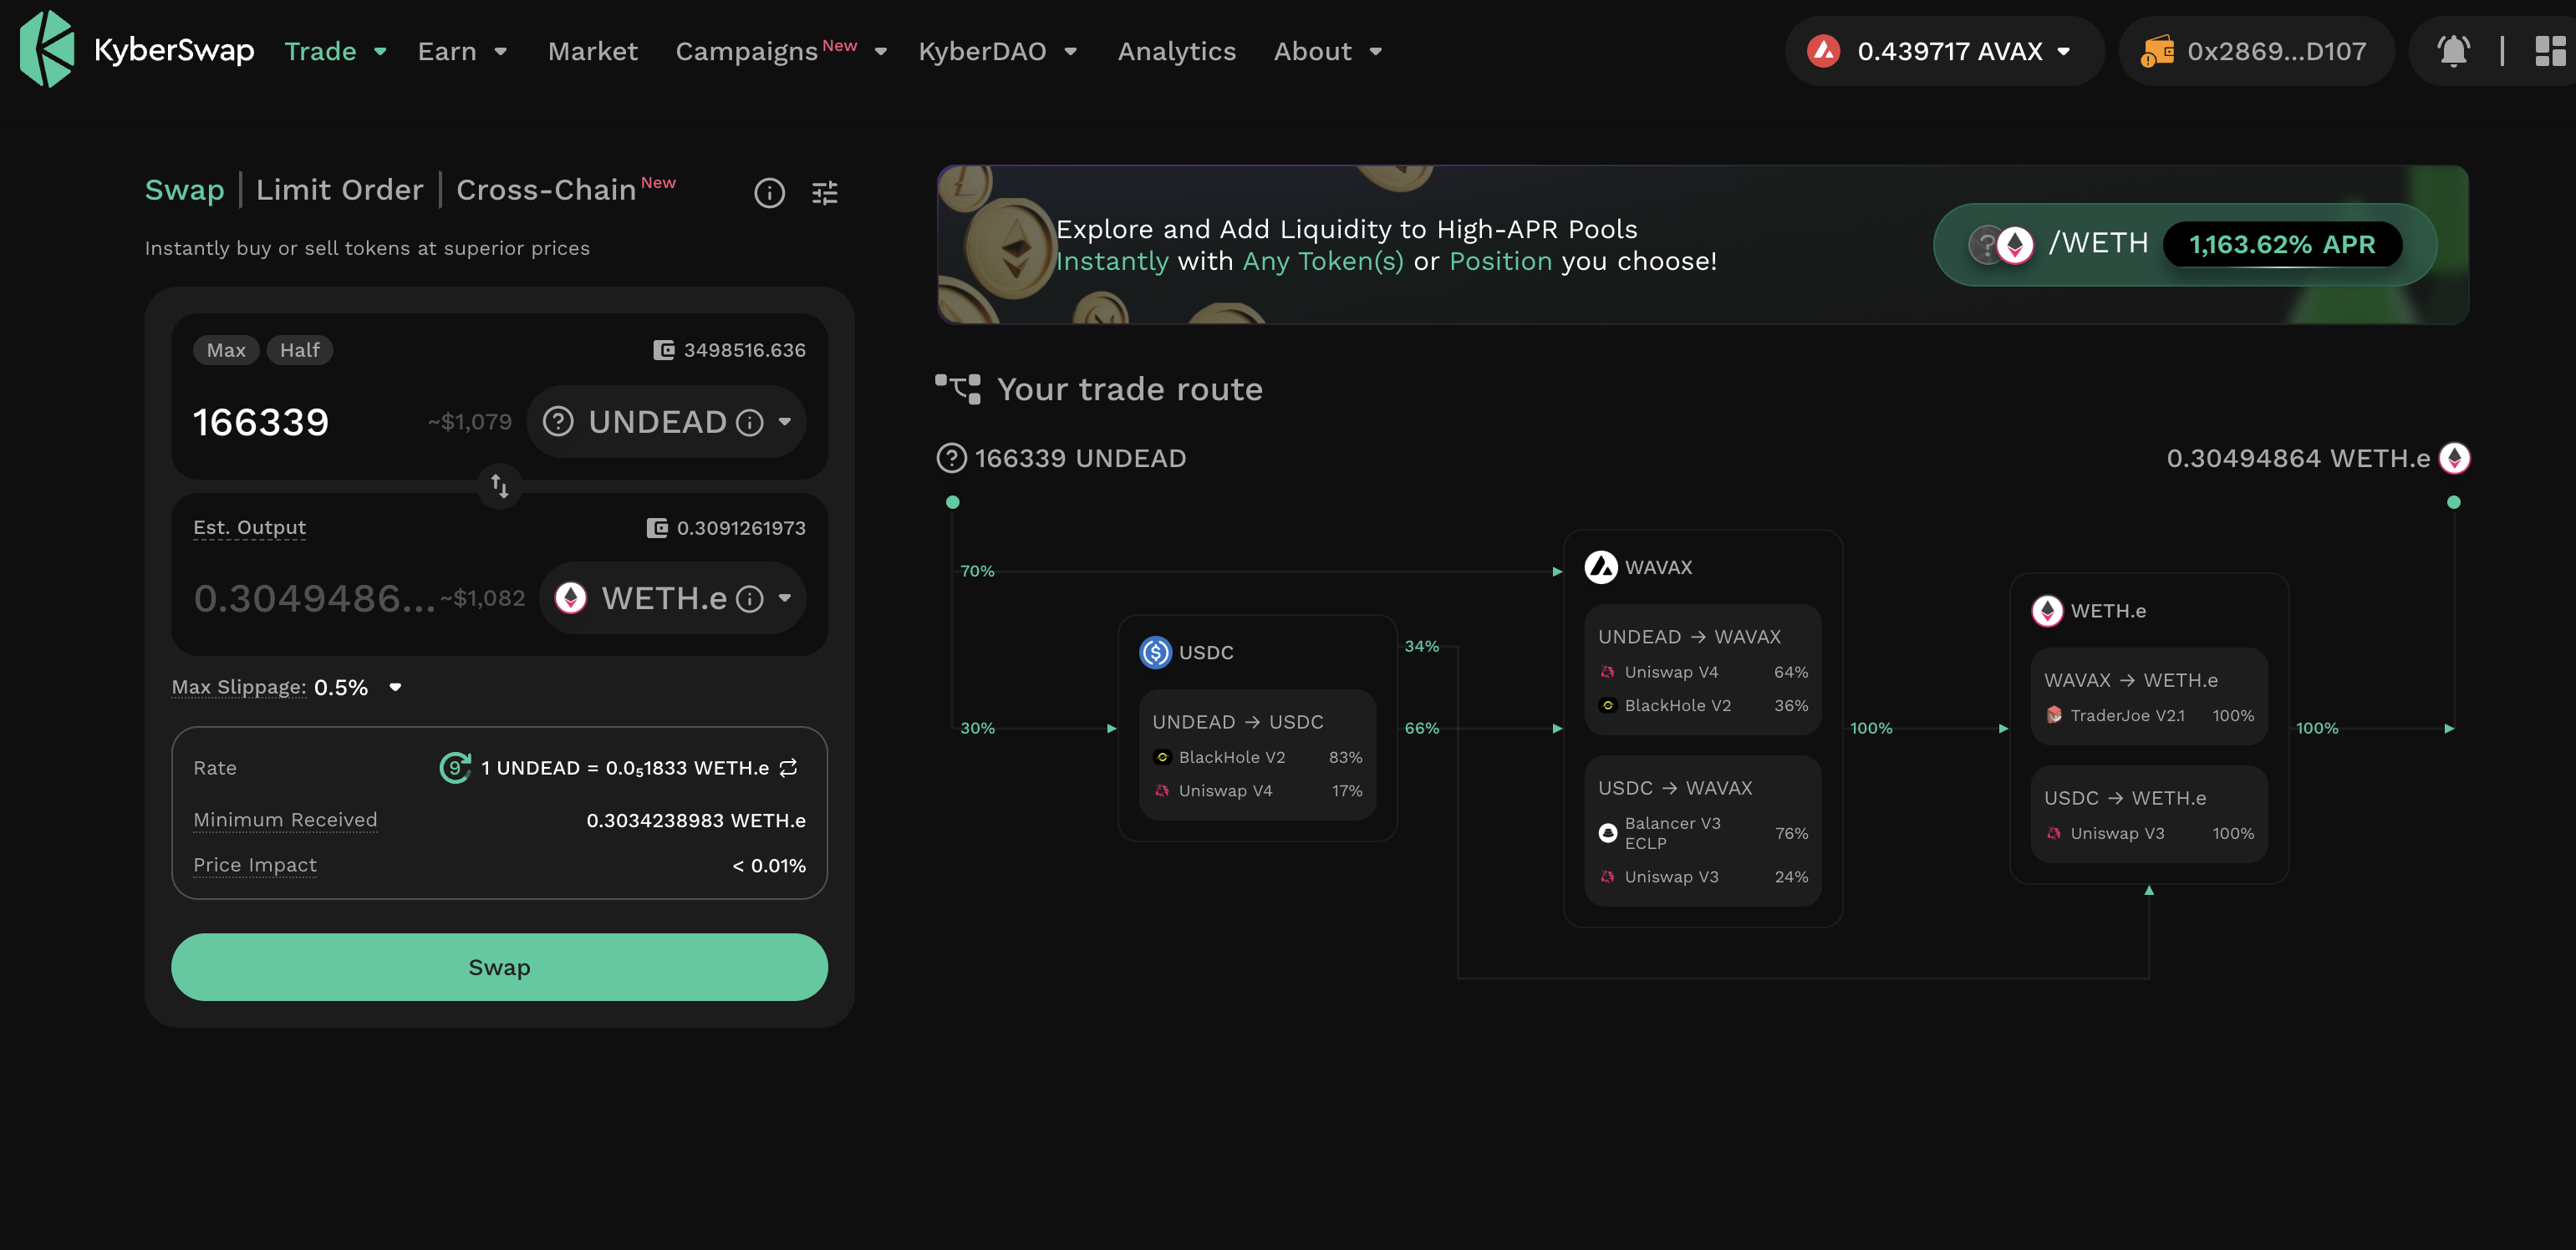 KyberSwap Trade Earn Market Campaigns New KyberDAO Analytics About 0.439717 AVAX 0x2869...D107
Swap | Limit Order | Cross-Chain New
Instantly buy or sell tokens at superior prices
Max Half 3498516.636
166339 ~$1,079 UNDEAD
Est. Output 0.3091261973
0.3049486... ~$1,082 WETH.e
Max Slippage: 0.5%
Rate 9 1 UNDEAD = 0.0₅1833 WETH.e
Minimum Received 0.3034238983 WETH.e
Price Impact < 0.01%
Swap
Explore and Add Liquidity to High-APR Pools
Instantly with Any Token(s) or Position you choose!
/WETH 1,163.62% APR
Your trade route
166339 UNDEAD 0.30494864 WETH.e
70%
30%
USDC
UNDEAD → USDC
BlackHole V2 83%
Uniswap V4 17%
34%
66%
WAVAX
UNDEAD → WAVAX
Uniswap V4 64%
BlackHole V2 36%
USDC → WAVAX
Balancer V3
ECLP 76%
Uniswap V3 24%
100%
WETH.e
WAVAX → WETH.e
TraderJoe V2.1 100%
USDC → WETH.e
Uniswap V3 100%
100%